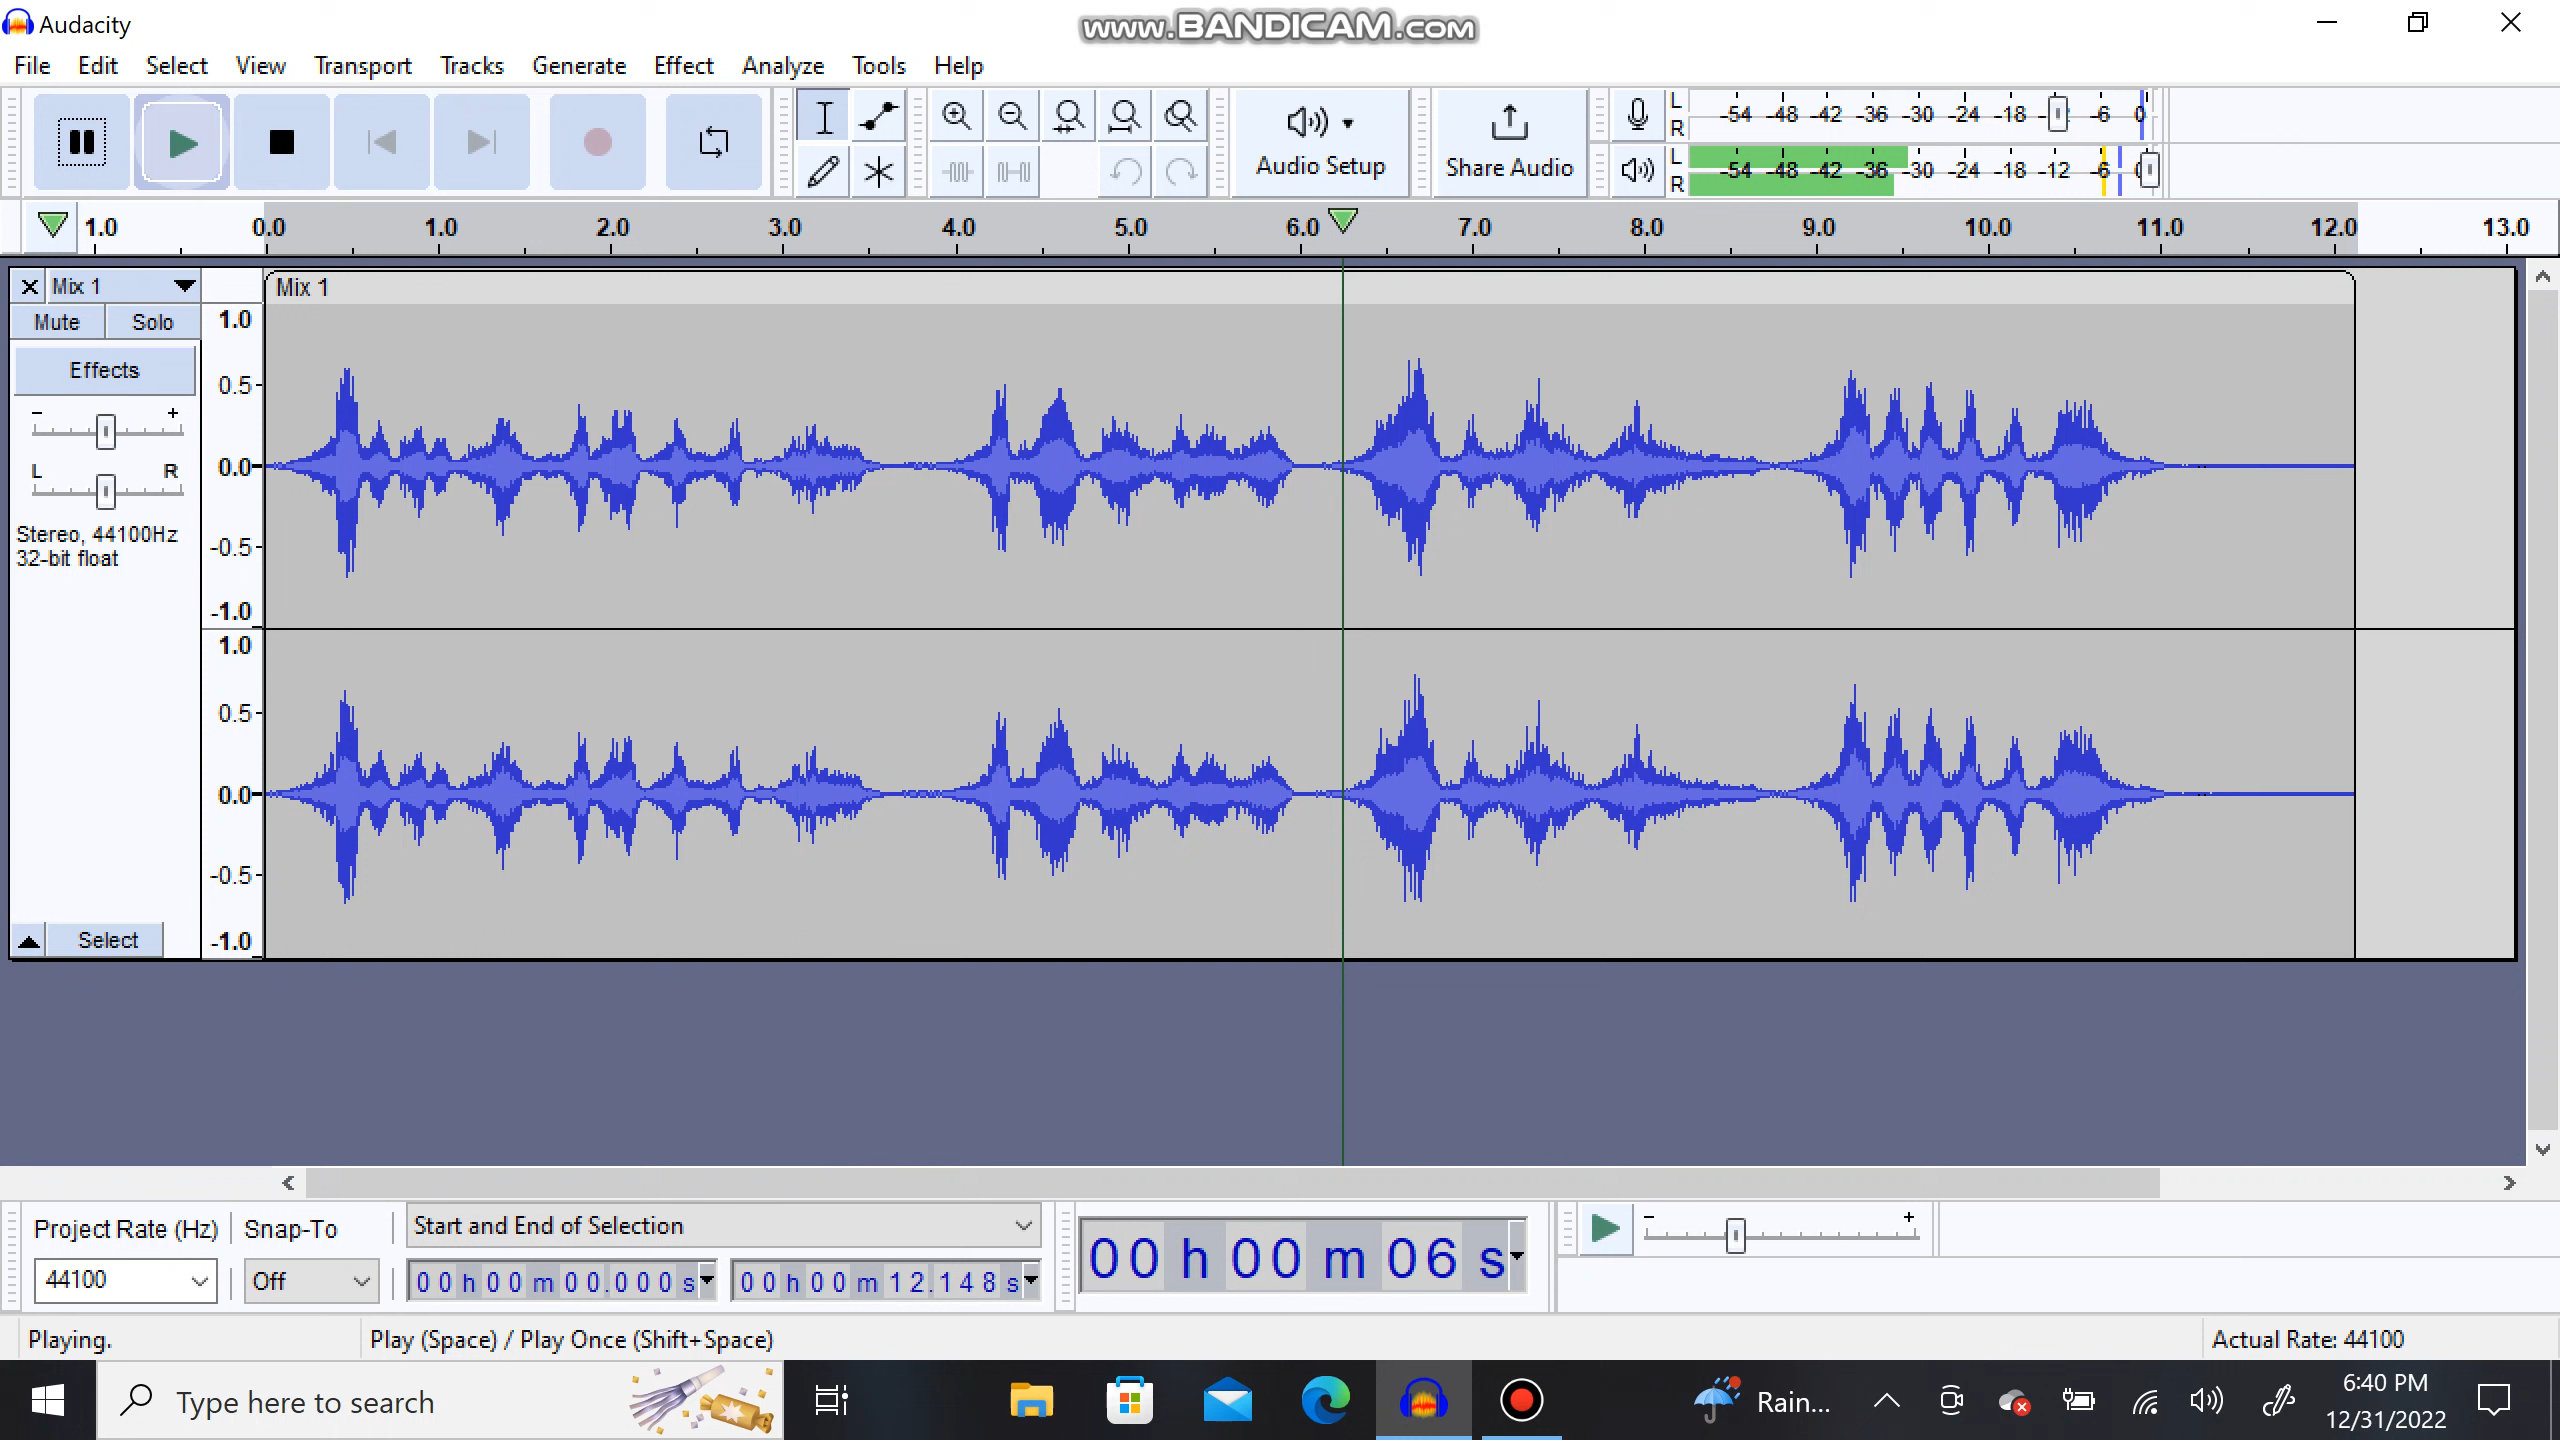 Audacity
www.BANDICAM.com
File Edit Select View Transport Tracks Generate Effect Analyze Tools Help
Audio Setup
Share Audio
L
R
-54 -48 -42 -36 -30 -24 -18 -6 0
L
R
-54 -48 -42 -36 -30 -24 -18 -12 -6
1.0 0.0 1.0 2.0 3.0 4.0 5.0 6.0 7.0 8.0 9.0 10.0 11.0 12.0 13.0
Mix 1
Mix 1
Mute Solo
Effects
- +
L R
Stereo, 44100Hz
32-bit float
Select
1.0
0.5
0.0
-0.5
-1.0
1.0
0.5
0.0
-0.5
-1.0
Project Rate (Hz) Snap-To
Start and End of Selection
44100 Off
00 h 00 m 00.000 s 00 h 00 m 12.148 s
00 h 00 m 06 s
- +
Playing. Play (Space) / Play Once (Shift+Space) Actual Rate: 44100
Type here to search
Rain...
6:40 PM
12/31/2022